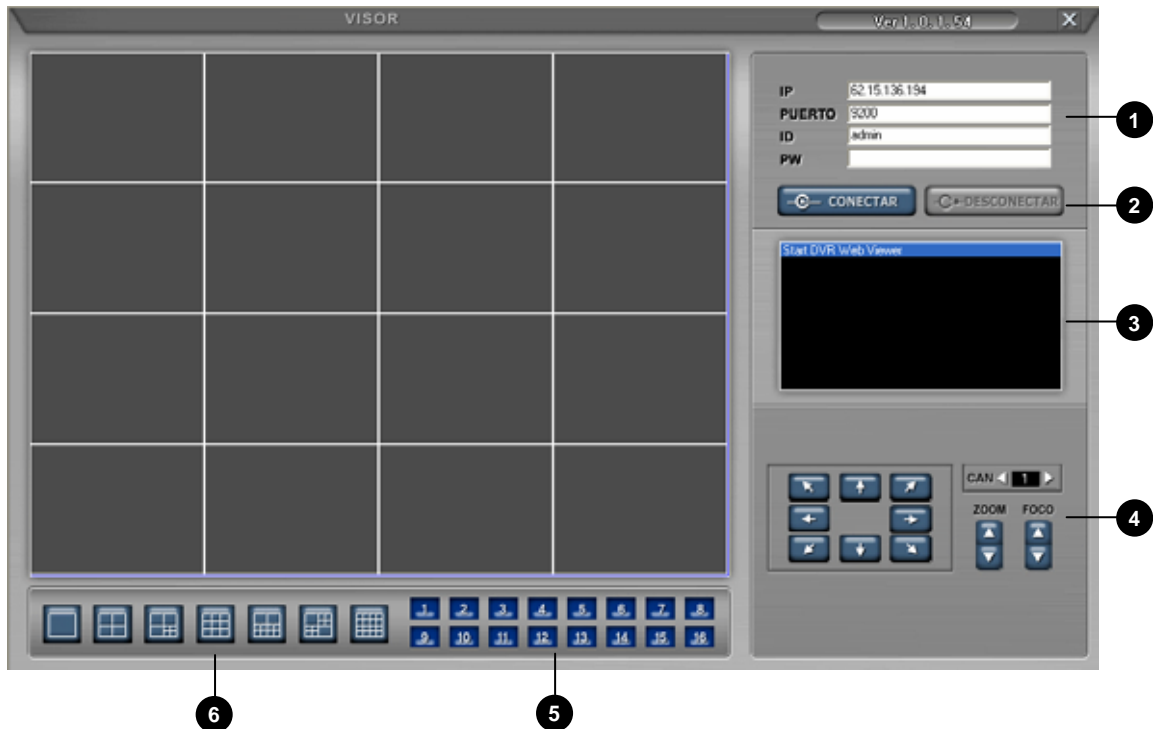 VISOR
Ver 1.0.1.54
X
IP 62.15.136.194
PUERTO 9200
ID admin
PW
CONECTAR DESCONECTAR
Start DVR Web Viewer
CAN 1
ZOOM FOCO
1 2 3 4 5 6 7 8
9 10 11 12 13 14 15 16
1
2
3
4
5
6